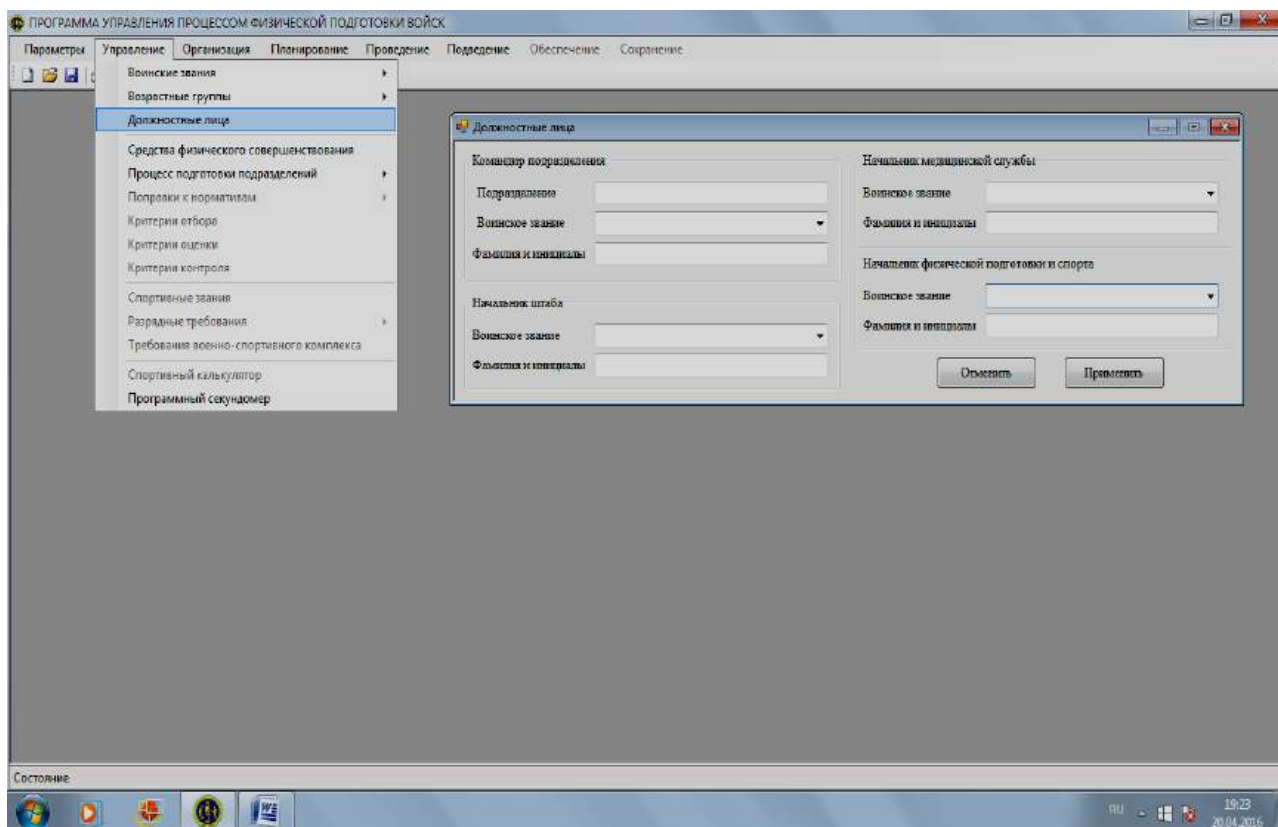 ПРОГРАММА УПРАВЛЕНИЯ ПРОЦЕССОМ ФИЗИЧЕСКОЙ ПОДГОТОВКИ ВОЙСК
Параметры Управление Организация Планирование Проведение Подведение Обеспечение Сохранение
Воинские звания
Возрастные группы
Должностные лица
Средства физического совершенствования
Процесс подготовки подразделений
Поправки к нормативам
Критерии отбора
Критерии оценки
Критерии контроля
Спортивные звания
Разрядные требования
Требования военно-спортивного комплекса
Спортивный калькулятор
Программный секундомер
Должностные лица
Командир подразделения
Подразделение
Воинское звание
Фамилия и инициалы
Начальник штаба
Воинское звание
Фамилия и инициалы
Начальник медицинской службы
Воинское звание
Фамилия и инициалы
Начальник физической подготовки и спорта
Воинское звание
Фамилия и инициалы
Отменить Применить
Состояние
RU 19:23
20.04.2016